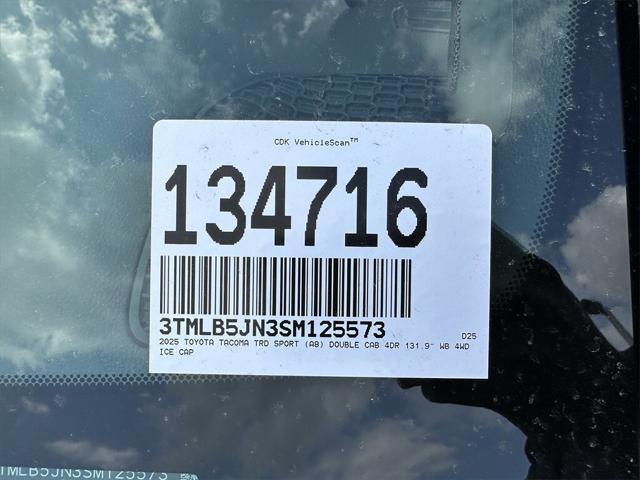 CDK VehicleScan™
134716
3TMLB5JN3SM125573
D25
2025 TOYOTA TACOMA TRD SPORT (A8) DOUBLE CAB 4DR 131.9" WB 4WD
ICE CAP
TMLB5JN3SM125573